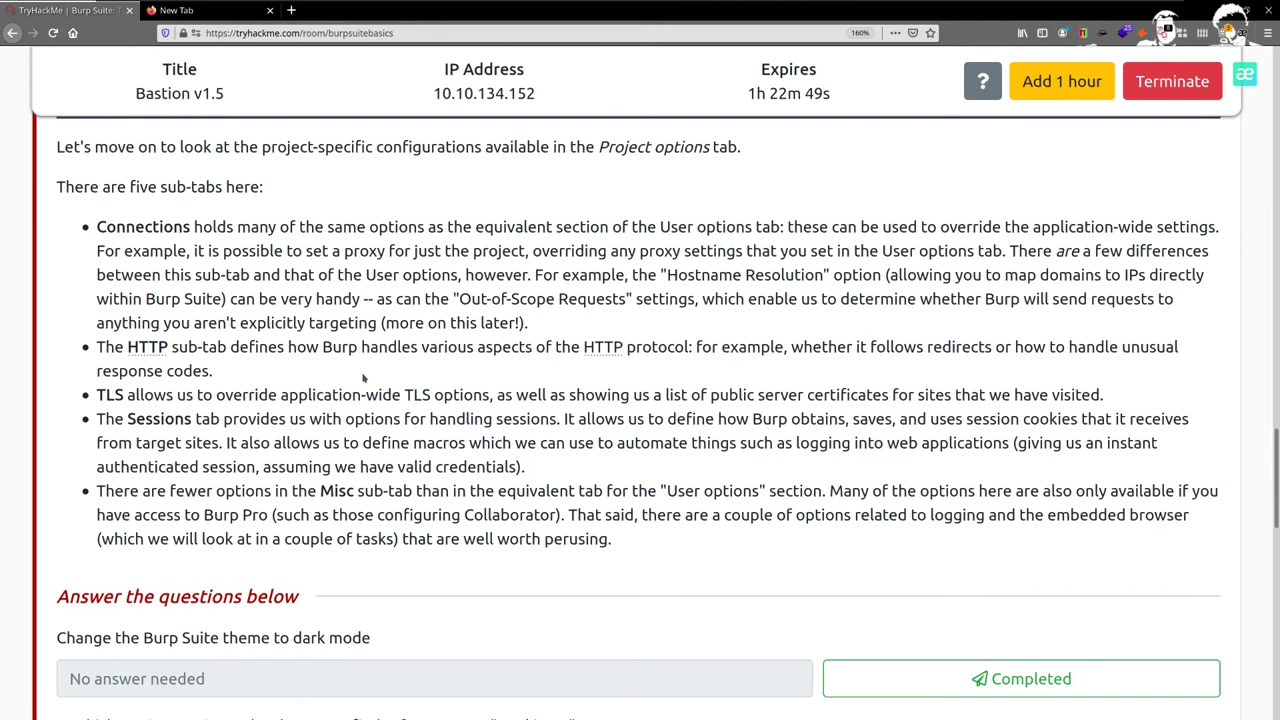 TryHackMe | Burp Suite: T
New Tab
https://tryhackme.com/room/burpsuitebasics
160%
Title
IP Address
Expires
Bastion v1.5
10.10.134.152
1h 22m 49s
?
Add 1 hour
Terminate
Let's move on to look at the project-specific configurations available in the Project options tab.
There are five sub-tabs here:
Connections holds many of the same options as the equivalent section of the User options tab: these can be used to override the application-wide settings.
For example, it is possible to set a proxy for just the project, overriding any proxy settings that you set in the User options tab. There are a few differences
between this sub-tab and that of the User options, however. For example, the "Hostname Resolution" option (allowing you to map domains to IPs directly
within Burp Suite) can be very handy -- as can the "Out-of-Scope Requests" settings, which enable us to determine whether Burp will send requests to
anything you aren't explicitly targeting (more on this later!).
The HTTP sub-tab defines how Burp handles various aspects of the HTTP protocol: for example, whether it follows redirects or how to handle unusual
response codes.
TLS allows us to override application-wide TLS options, as well as showing us a list of public server certificates for sites that we have visited.
The Sessions tab provides us with options for handling sessions. It allows us to define how Burp obtains, saves, and uses session cookies that it receives
from target sites. It also allows us to define macros which we can use to automate things such as logging into web applications (giving us an instant
authenticated session, assuming we have valid credentials).
There are fewer options in the Misc sub-tab than in the equivalent tab for the "User options" section. Many of the options here are also only available if you
have access to Burp Pro (such as those configuring Collaborator). That said, there are a couple of options related to logging and the embedded browser
(which we will look at in a couple of tasks) that are well worth perusing.
Answer the questions below
Change the Burp Suite theme to dark mode
No answer needed
Completed